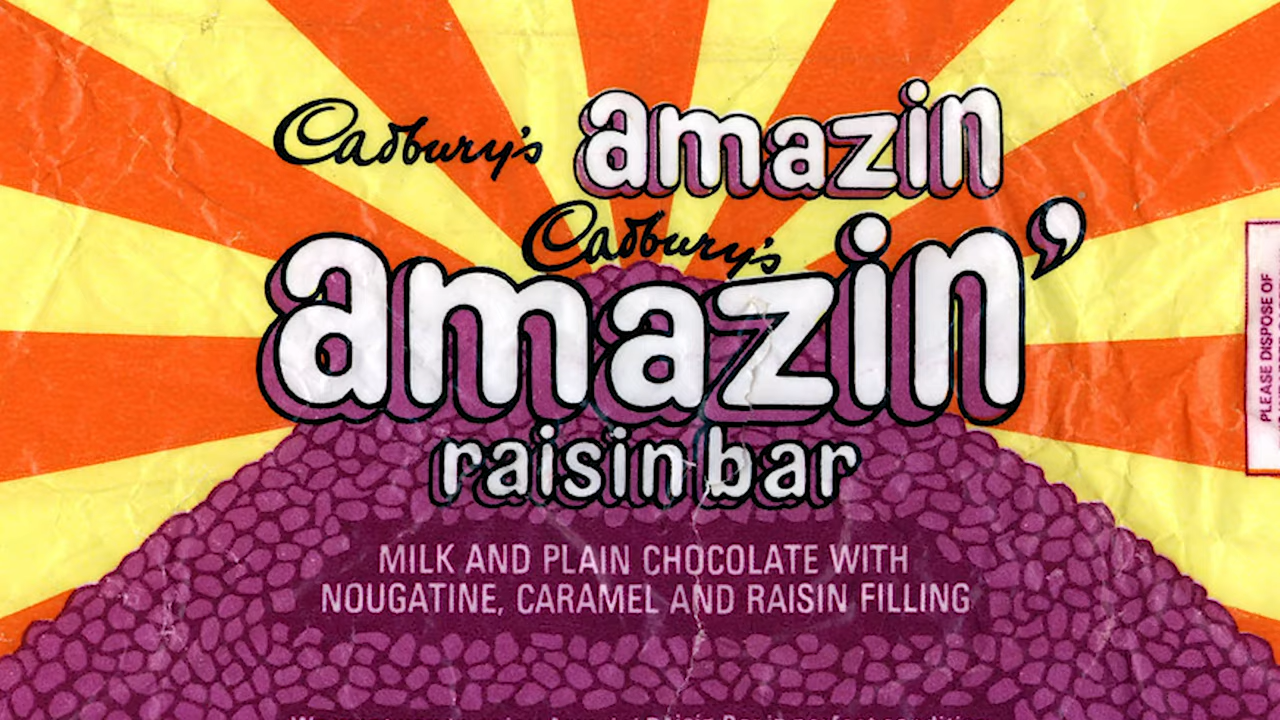 Cadbury's amazin
Cadbury's
amazin'
raisin bar
MILK AND PLAIN CHOCOLATE WITH
NOUGATINE, CARAMEL AND RAISIN FILLING
PLEASE DISPOSE OF